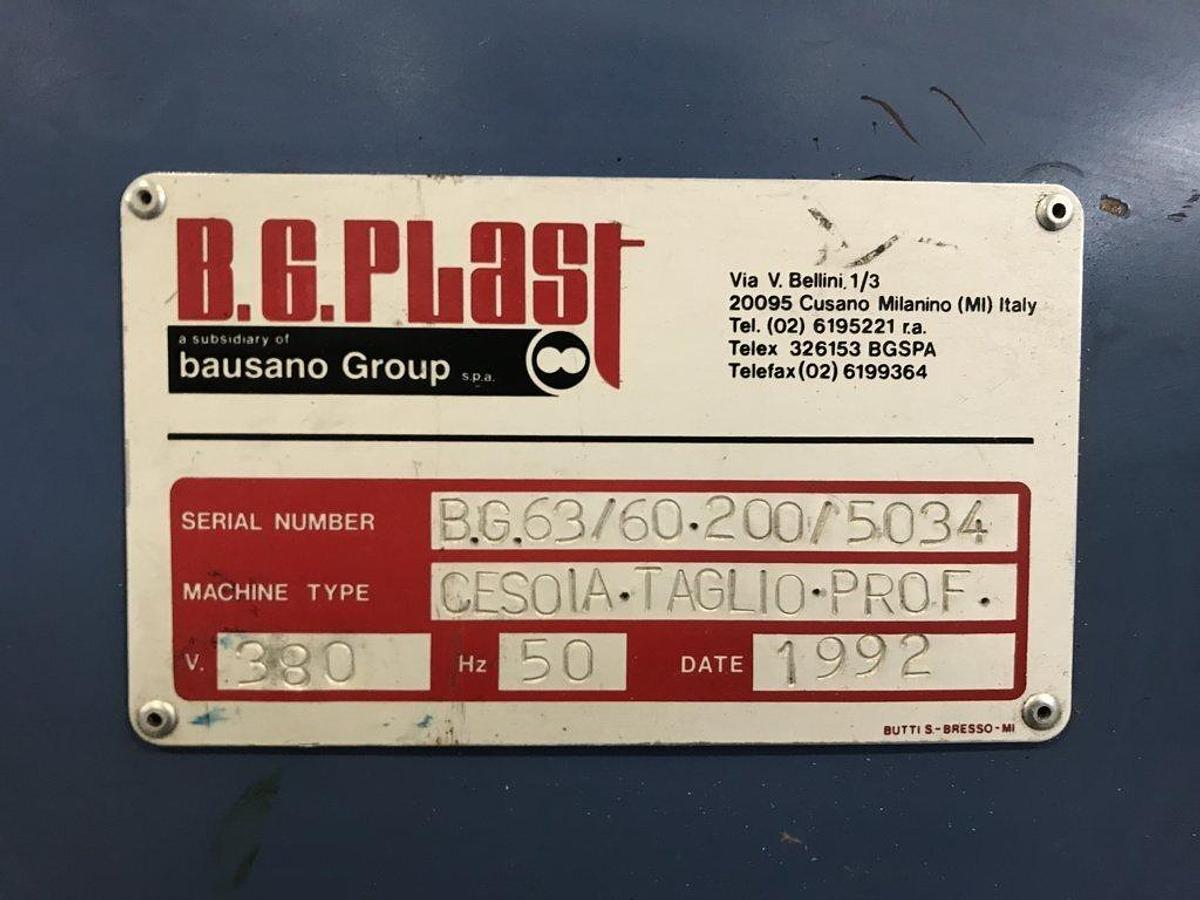 B.G.PLast
a subsidiary of
bausano Group s.p.a.
Via V. Bellini, 1/3
20095 Cusano Milanino (MI) Italy
Tel. (02) 6195221 r.a.
Telex 326153 BGSPA
Telefax (02) 6199364
SERIAL NUMBER B.G.63/60.200/5034
MACHINE TYPE CESOIA.TAGLIO.PROF.
V. 380 Hz 50 DATE 1992
BUTTI S.-BRESSO-MI